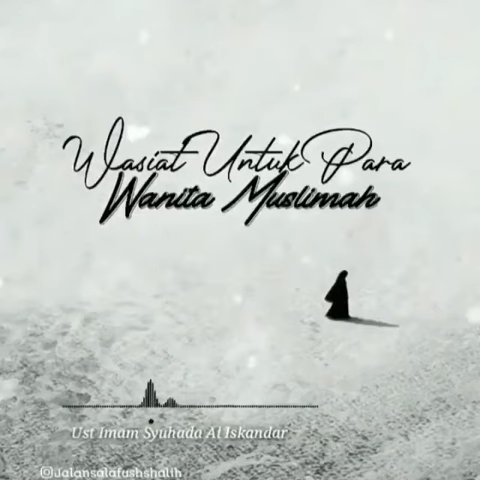 Wasiat Untuk Para
Wanita Muslimah
Ust Imam Syuhada Al Iskandar
@Jalansalafushshalih